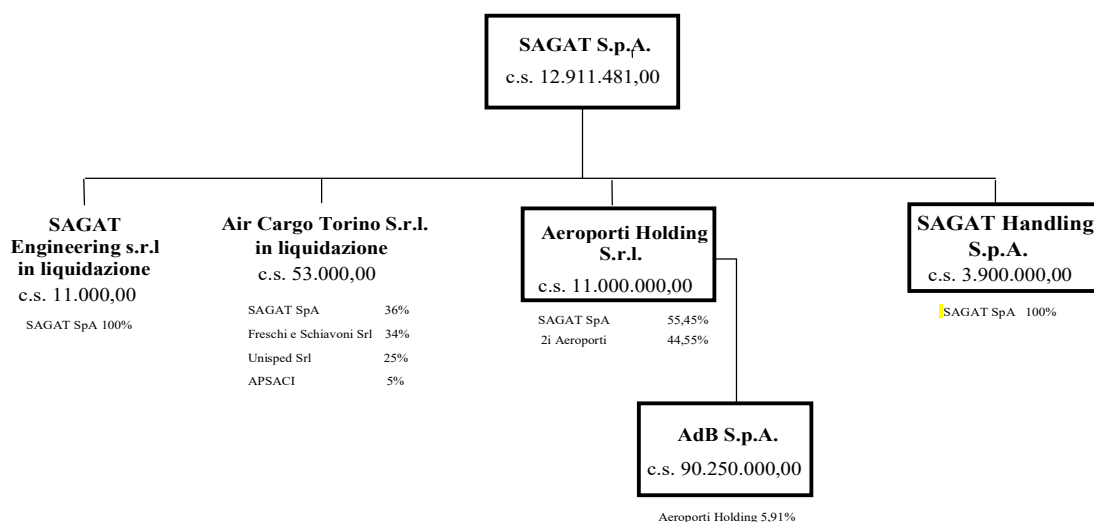 SAGAT S.p.A.
c.s. 12.911.481,00
SAGAT
Engineering s.r.l
in liquidazione
c.s. 11.000,00
SAGAT SpA 100%
Air Cargo Torino S.r.l.
in liquidazione
c.s. 53.000,00
SAGAT SpA 36%
Freschi e Schiavoni Srl 34%
Unisped Srl 25%
APSACI 5%
Aeroporti Holding
S.r.l.
c.s. 11.000.000,00
SAGAT SpA 55,45%
2i Aeroporti 44,55%
SAGAT Handling
S.p.A.
c.s. 3.900.000,00
SAGAT SpA 100%
AdB S.p.A.
c.s. 90.250.000,00
Aeroporti Holding 5,91%